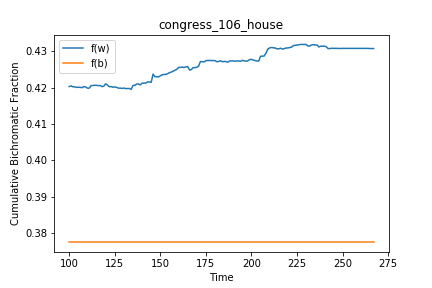 congress_106_house
f(w)
f(b)
Cumulative Bichromatic Fraction
0.43
0.42
0.41
0.40
0.39
0.38
100 125 150 175 200 225 250 275
Time